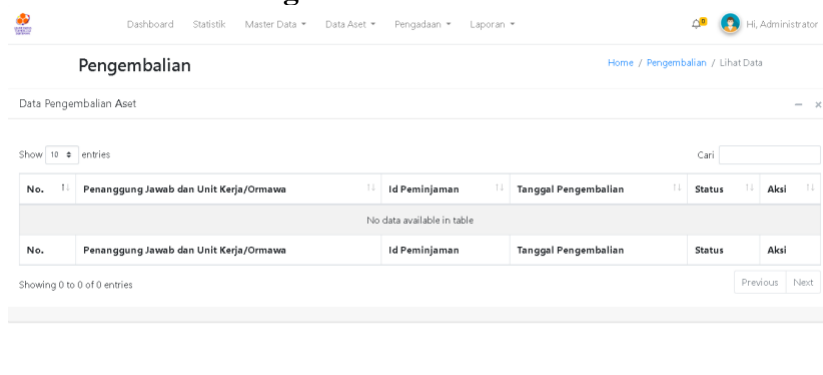 Dashboard Statistik Master Data Data Aset Pengadaan Laporan 0 Hi, Administrator
Pengembalian Home / Pengembalian / Lihat Data
Data Pengembalian Aset
Show 10 entries Cari
No. Penanggung Jawab dan Unit Kerja/Ormawa Id Peminjaman Tanggal Pengembalian Status Aksi
No data available in table
No. Penanggung Jawab dan Unit Kerja/Ormawa Id Peminjaman Tanggal Pengembalian Status Aksi
Showing 0 to 0 of 0 entries Previous Next